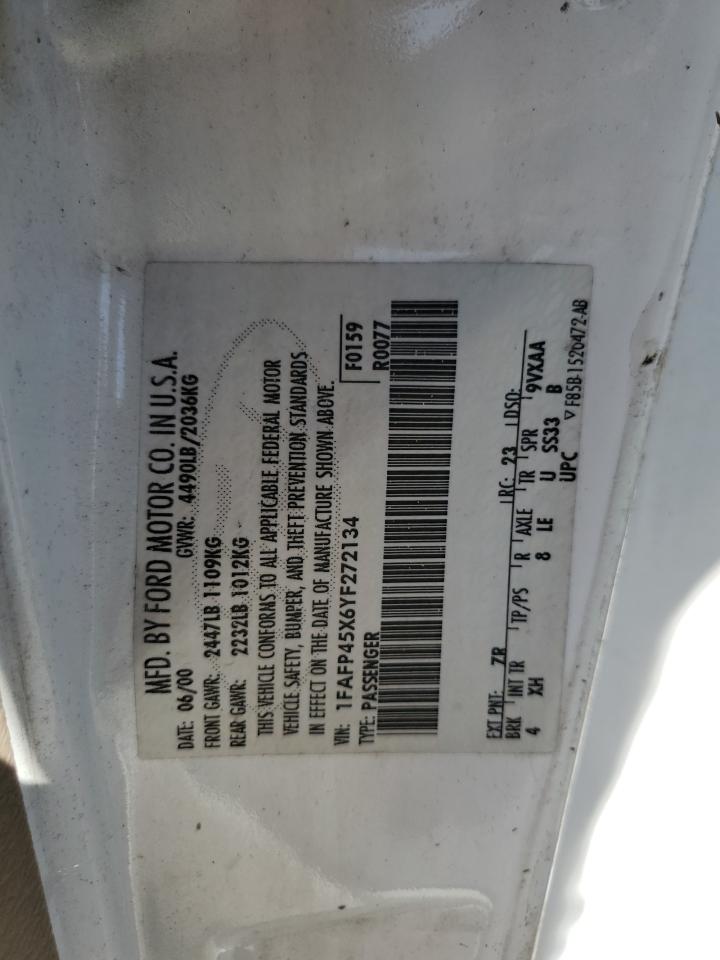 MFD. BY FORD MOTOR CO. IN U.S.A.
DATE: 06/00 GVWR: 4490LB/2036KG
FRONT GAWR: 2447LB 1109KG
REAR GAWR: 2232LB 1012KG
THIS VEHICLE CONFORMS TO ALL APPLICABLE FEDERAL MOTOR
VEHICLE SAFETY, BUMPER, AND THEFT PREVENTION STANDARDS
IN EFFECT ON THE DATE OF MANUFACTURE SHOWN ABOVE.
VIN: 1FAFP45X6YF272134 F0159
TYPE: PASSENGER R0077
EXT PNT: ZR RC: 23 DSO:
BRK INT TR TP/PS R AXLE TR SPR 9VXAA
4 XH 8 LE U SS33 B
UPC ▽F85B-1520472-AB